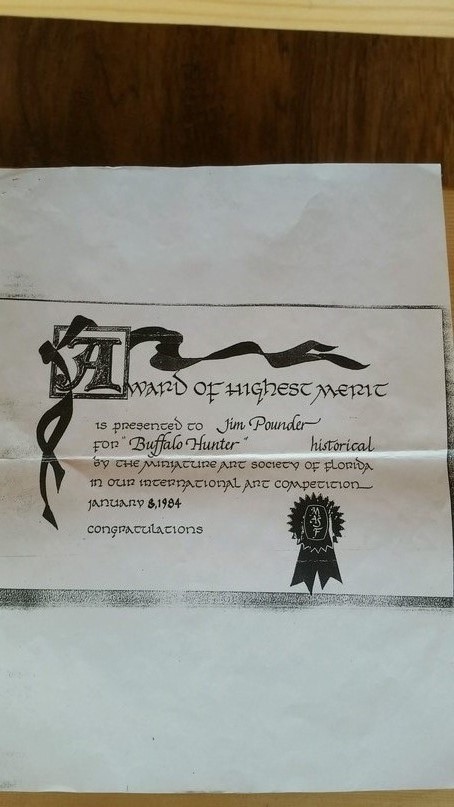 Award of Highest Merit
is presented to Jim Pounder
for "Buffalo Hunter" historical
by the Miniature Art Society of Florida
in our International Art Competition
January 8, 1984
Congratulations
MASF